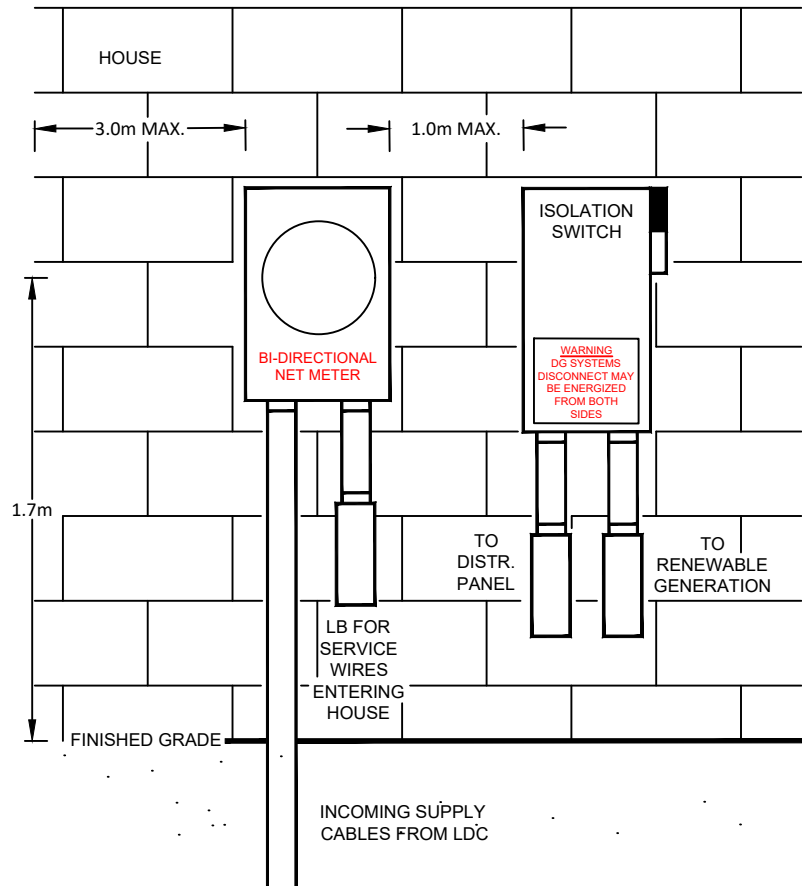 HOUSE
3.0m MAX.
1.0m MAX.
ISOLATION
SWITCH
BI-DIRECTIONAL
NET METER
WARNING
DG SYSTEMS
DISCONNECT MAY
BE ENERGIZED
FROM BOTH
SIDES
1.7m
TO
DISTR.
PANEL
TO
RENEWABLE
GENERATION
LB FOR
SERVICE
WIRES
ENTERING
HOUSE
FINISHED GRADE
INCOMING SUPPLY
CABLES FROM LDC